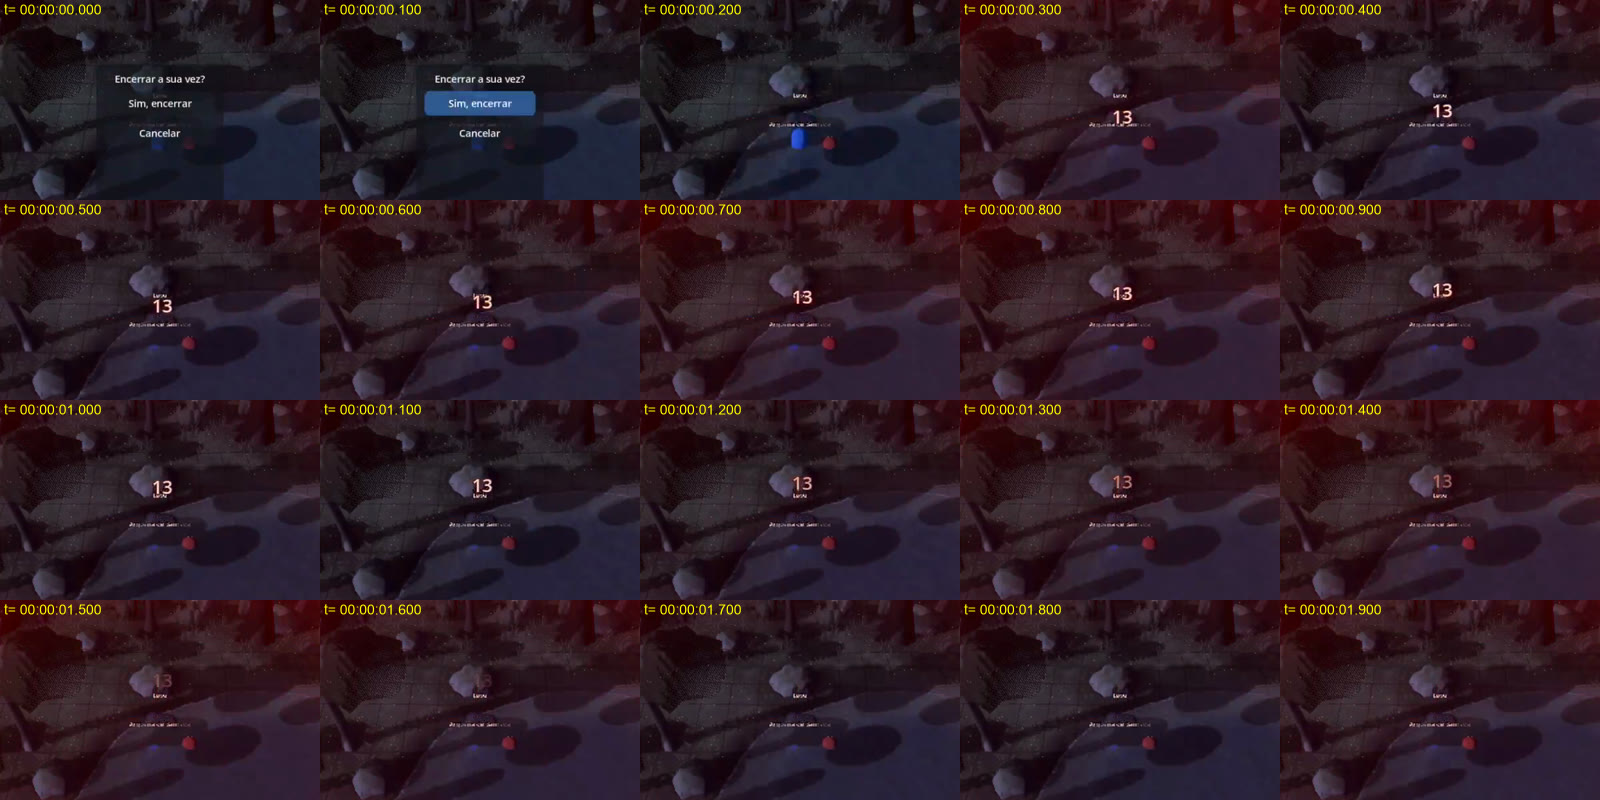 t= 00:00:00.000
t= 00:00:00.100
t= 00:00:00.200
t= 00:00:00.300
t= 00:00:00.400
Encerrar a sua vez?
Sim, encerrar
Cancelar
Encerrar a sua vez?
Sim, encerrar
Cancelar
13
13
t= 00:00:00.500
t= 00:00:00.600
t= 00:00:00.700
t= 00:00:00.800
t= 00:00:00.900
13
13
13
13
13
t= 00:00:01.000
t= 00:00:01.100
t= 00:00:01.200
t= 00:00:01.300
t= 00:00:01.400
13
13
13
13
13
t= 00:00:01.500
t= 00:00:01.600
t= 00:00:01.700
t= 00:00:01.800
t= 00:00:01.900
13
13